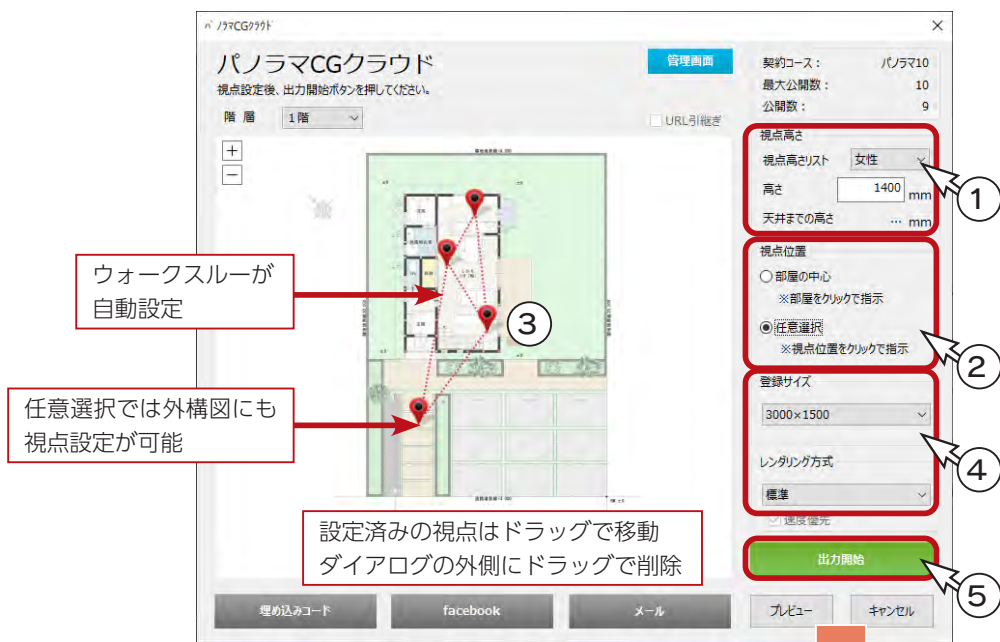 パノラマCGクラウド
×
パノラマCGクラウド
管理画面
視点設定後、出力開始ボタンを押してください。
階 層
1階
URL引継ぎ
契約コース:
パノラマ10
最大公開数:
10
公開数:
9
視点高さ
視点高さリスト
女性
高さ
1400 mm
天井までの高さ
... mm
①
視点位置
部屋の中心
※部屋をクリックで指示
任意選択
※視点位置をクリックで指示
②
+
−
ウォークスルーが
自動設定
③
任意選択では外構図にも
視点設定が可能
登録サイズ
3000×1500
レンダリング方式
標準
④
速度優先
設定済みの視点はドラッグで移動
ダイアログの外側にドラッグで削除
出力開始
⑤
埋め込みコード
facebook
メール
プレビュー
キャンセル